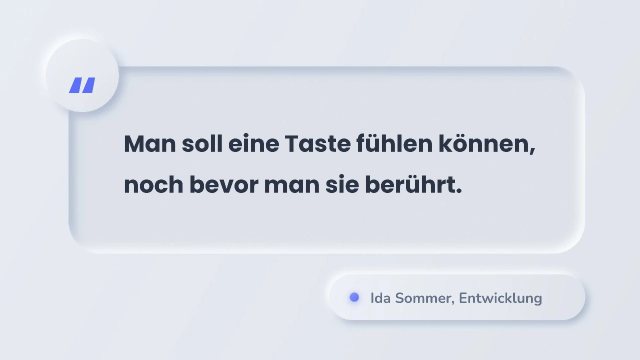 “
Man soll eine Taste fühlen können,
noch bevor man sie berührt.
Ida Sommer, Entwicklung